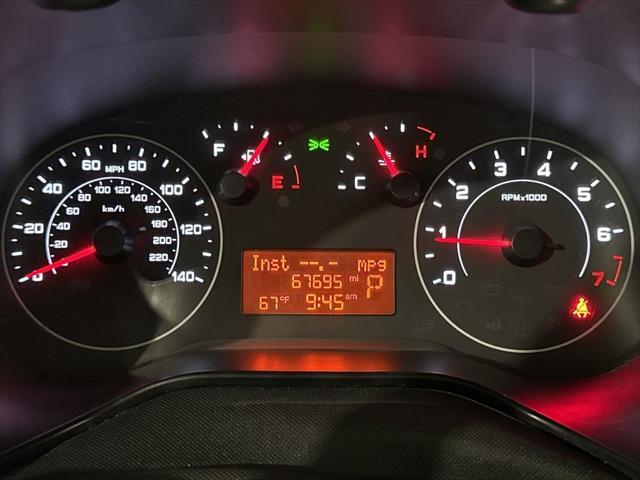 0 20 40 60 MPH 80 100 120 140
20 40 60 80 100 120 140 160 180 200 220
km/h
F E
C H
Inst --.- MPg
67695 mi
P
67°F 9:45 am
0 1 2 3 4 5 6 7
RPMx1000